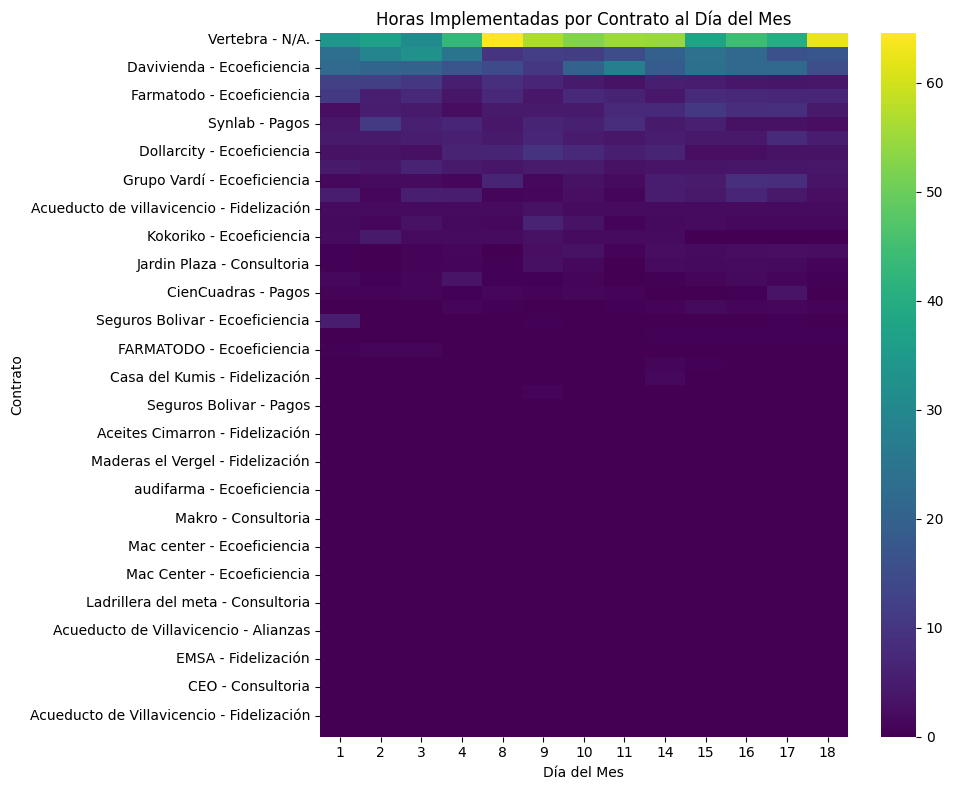 Horas Implementadas por Contrato al Día del Mes
Vertebra - N/A.
Davivienda - Ecoeficiencia
Farmatodo - Ecoeficiencia
Synlab - Pagos
Dollarcity - Ecoeficiencia
Grupo Vardí - Ecoeficiencia
Acueducto de villavicencio - Fidelización
Kokoriko - Ecoeficiencia
Jardin Plaza - Consultoria
CienCuadras - Pagos
Seguros Bolivar - Ecoeficiencia
FARMATODO - Ecoeficiencia
Casa del Kumis - Fidelización
Seguros Bolivar - Pagos
Aceites Cimarron - Fidelización
Maderas el Vergel - Fidelización
audifarma - Ecoeficiencia
Makro - Consultoria
Mac center - Ecoeficiencia
Mac Center - Ecoeficiencia
Ladrillera del meta - Consultoria
Acueducto de Villavicencio - Alianzas
EMSA - Fidelización
CEO - Consultoria
Acueducto de Villavicencio - Fidelización
Contrato
1 2 3 4 8 9 10 11 14 15 16 17 18
Día del Mes
60
50
40
30
20
10
0